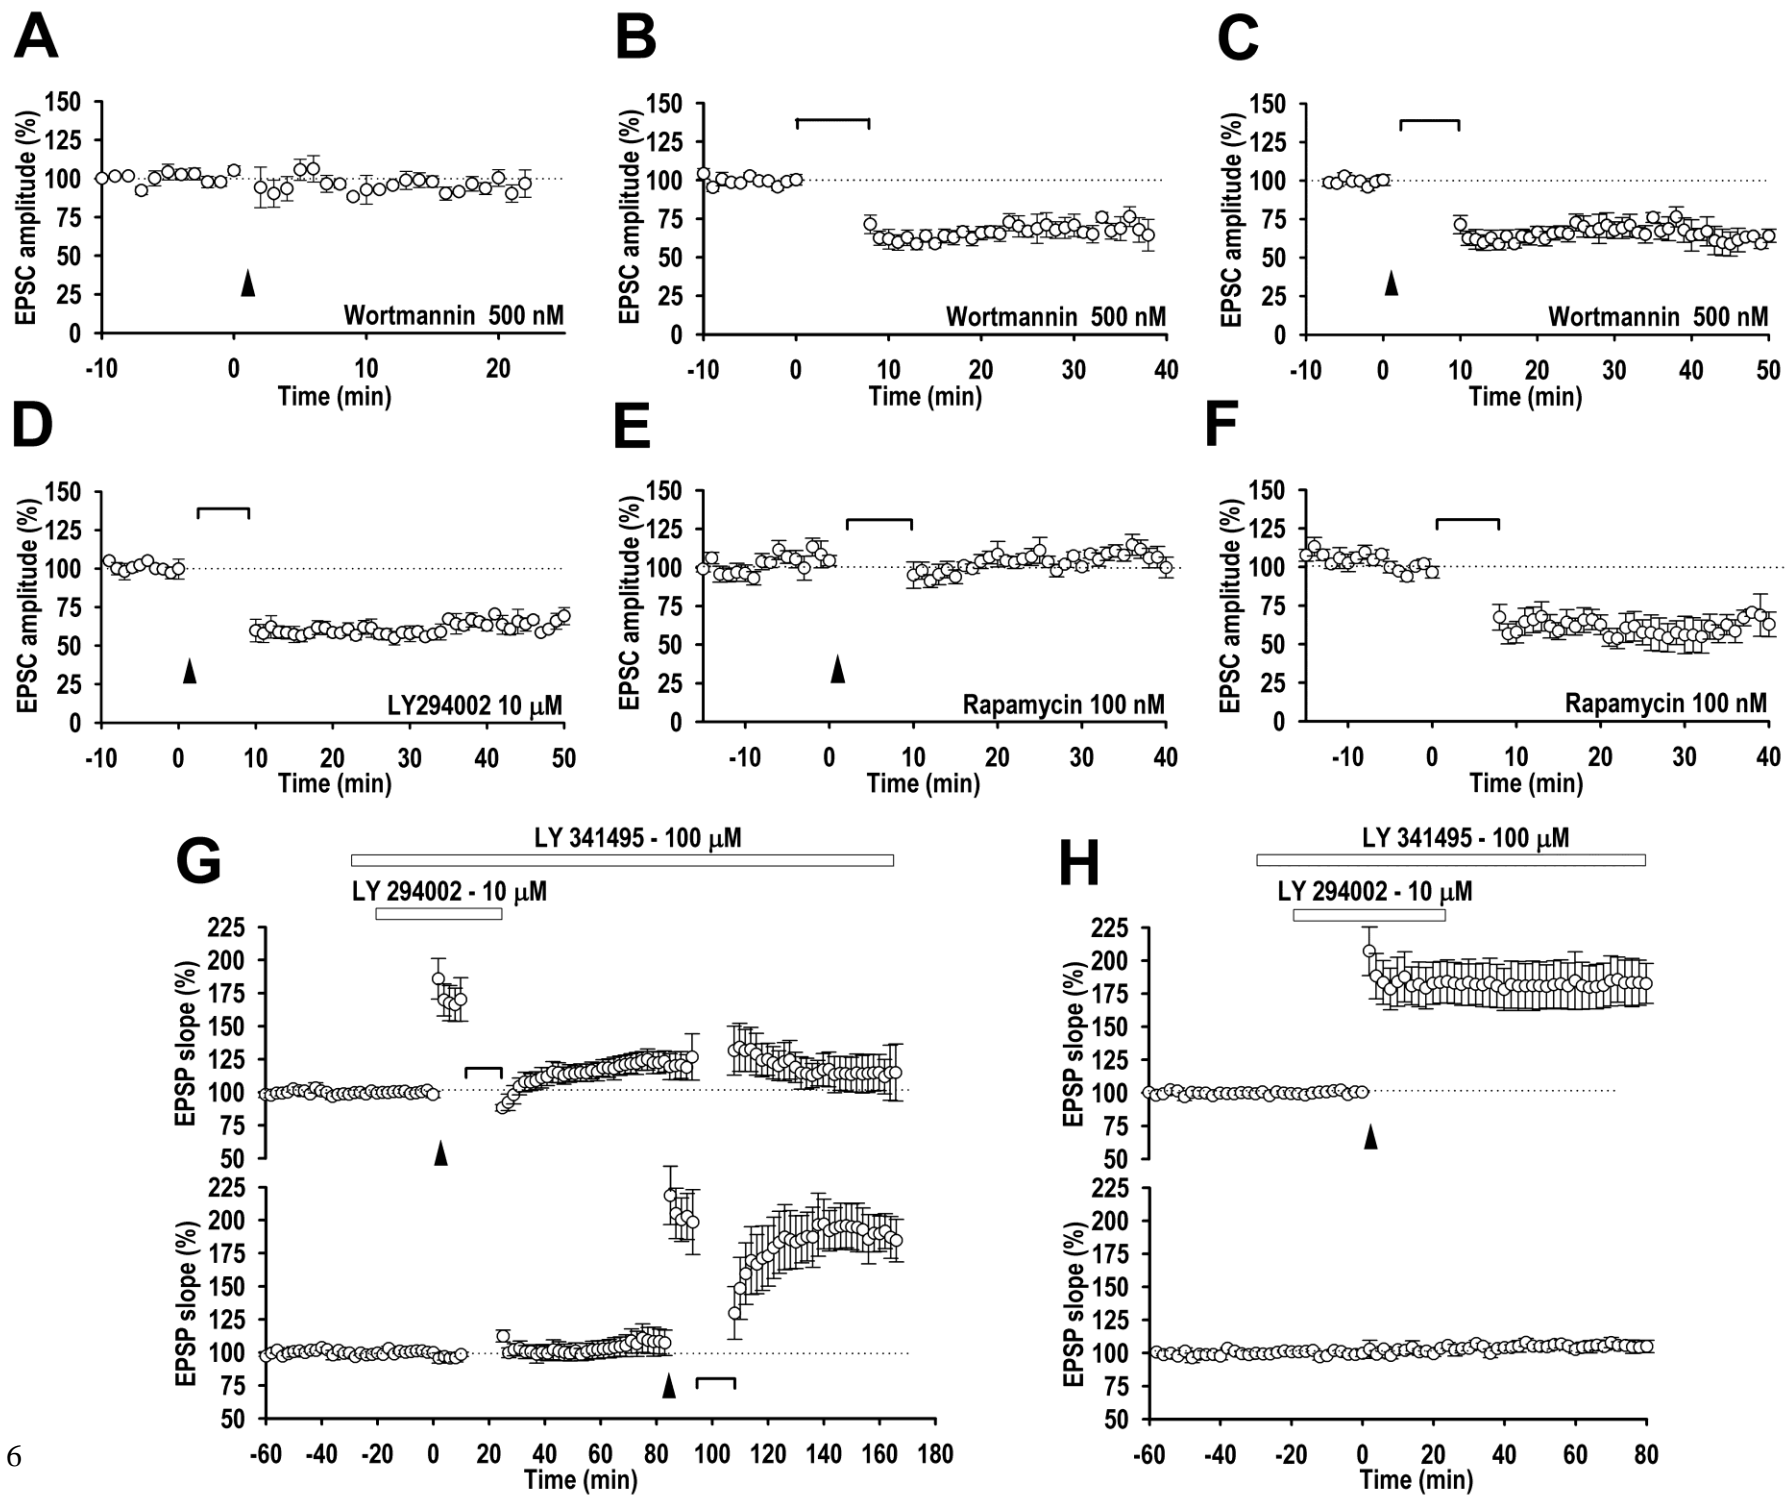 A
B
C
EPSC amplitude (%)
150
125
100
75
50
25
0
Wortmannin 500 nM
-10 0 10 20
Time (min)
EPSC amplitude (%)
150
125
100
75
50
25
0
Wortmannin 500 nM
-10 0 10 20 30 40
Time (min)
EPSC amplitude (%)
150
125
100
75
50
25
0
Wortmannin 500 nM
-10 0 10 20 30 40 50
Time (min)
D
E
F
EPSC amplitude (%)
150
125
100
75
50
25
0
LY294002 10 μM
-10 0 10 20 30 40 50
Time (min)
EPSC amplitude (%)
150
125
100
75
50
25
0
Rapamycin 100 nM
-10 0 10 20 30 40
Time (min)
EPSC amplitude (%)
150
125
100
75
50
25
0
Rapamycin 100 nM
-10 0 10 20 30 40
Time (min)
G
LY 341495 - 100 μM
LY 294002 - 10 μM
EPSP slope (%)
225
200
175
150
125
100
75
50
EPSP slope (%)
225
200
175
150
125
100
75
50
-60 -40 -20 0 20 40 60 80 100 120 140 160 180
Time (min)
H
LY 341495 - 100 μM
LY 294002 - 10 μM
EPSP slope (%)
225
200
175
150
125
100
75
50
EPSP slope (%)
225
200
175
150
125
100
75
50
-60 -40 -20 0 20 40 60 80
Time (min)
6